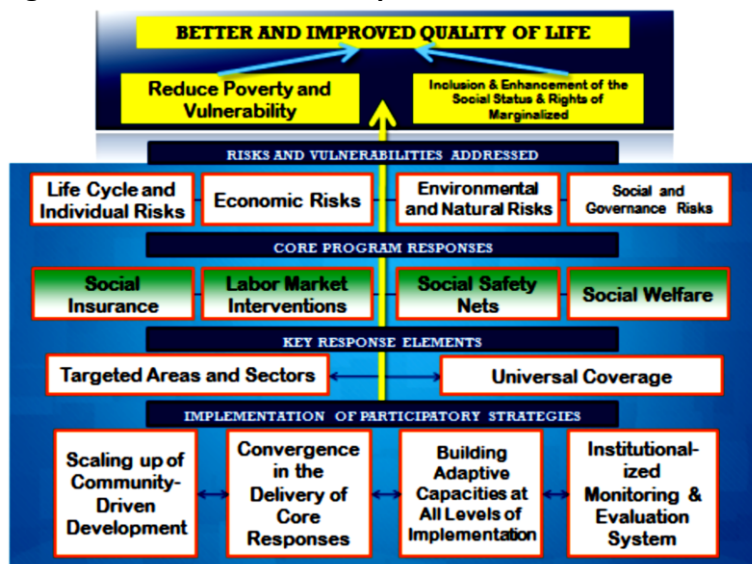 BETTER AND IMPROVED QUALITY OF LIFE
Reduce Poverty and
Vulnerability
Inclusion & Enhancement of the
Social Status & Rights of
Marginalized
RISKS AND VULNERABILITIES ADDRESSED
Life Cycle and
Individual Risks
Economic Risks
Environmental
and Natural Risks
Social and
Governance Risks
CORE PROGRAM RESPONSES
Social
Insurance
Labor Market
Interventions
Social Safety
Nets
Social Welfare
KEY RESPONSE ELEMENTS
Targeted Areas and Sectors
Universal Coverage
IMPLEMENTATION OF PARTICIPATORY STRATEGIES
Scaling up of
Community-
Driven
Development
Convergence
in the
Delivery of
Core
Responses
Building
Adaptive
Capacities at
All Levels of
Implementation
Institutional-
ized
Monitoring &
Evaluation
System